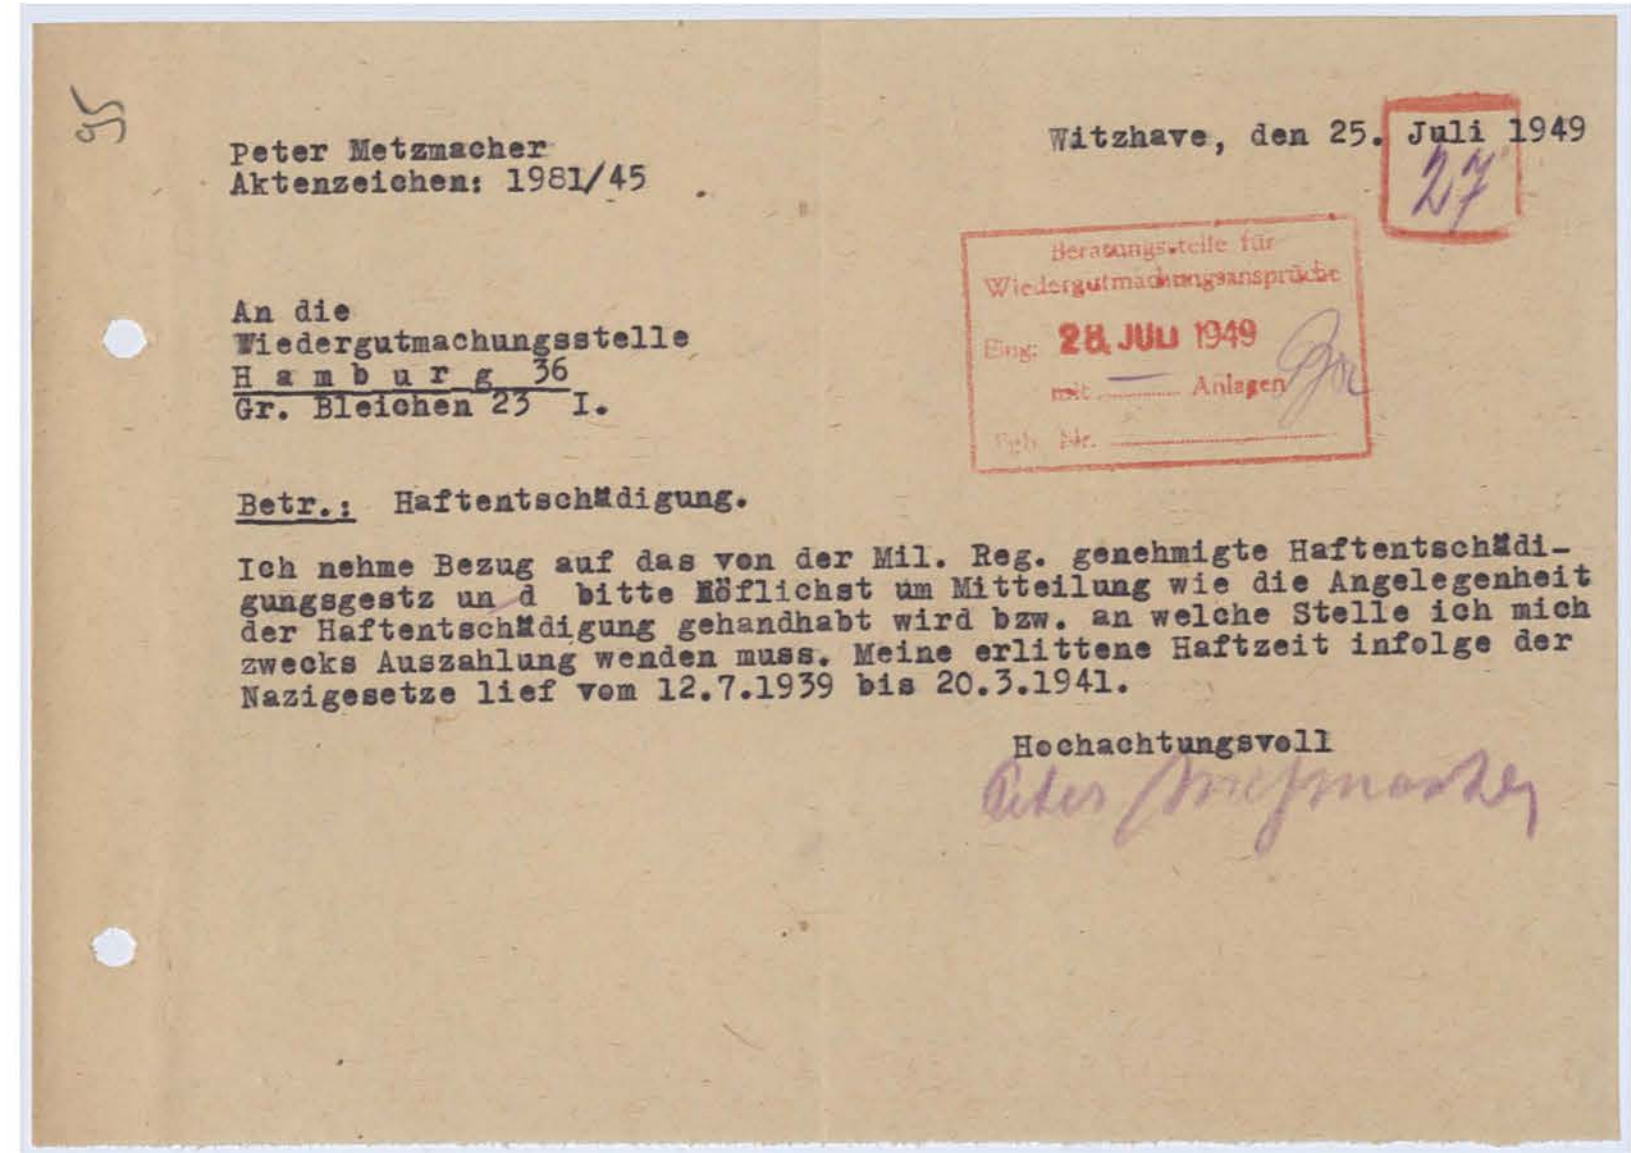 95
Peter Metzmacher
Aktenzeichen: 1981/45
Witzhave, den 25. Juli 1949
27
Beratungsstelle für
Wiedergutmachungsansprüche
Eing: 28. JULI 1949
mit — Anlagen
Nr.
An die
Wiedergutmachungsstelle
H a m b u r g 36
Gr. Bleichen 23 I.
Betr.: Haftentschädigung.
Ich nehme Bezug auf das von der Mil. Reg. genehmigte Haftentschädi-
gungsgestz un d bitte höflichst um Mitteilung wie die Angelegenheit
der Haftentschädigung gehandhabt wird bzw. an welche Stelle ich mich
zwecks Auszahlung wenden muss. Meine erlittene Haftzeit infolge der
Nazigesetze lief vom 12.7.1939 bis 20.3.1941.
Hochachtungsvoll
Peter Metzmacher